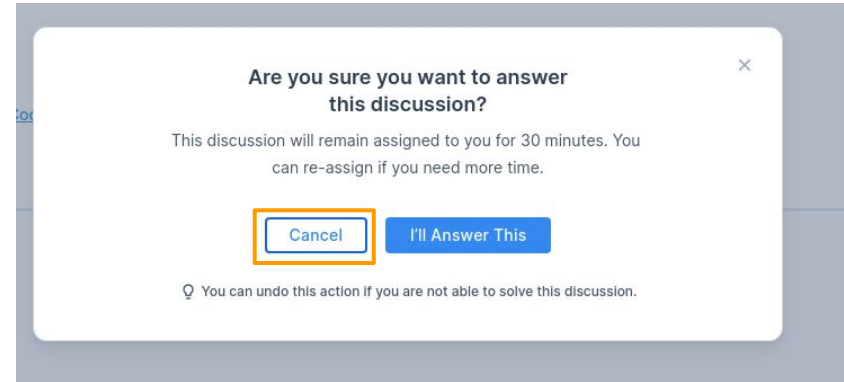 Are you sure you want to answer
this discussion?
This discussion will remain assigned to you for 30 minutes. You
can re-assign if you need more time.
Cancel
I'll Answer This
You can undo this action if you are not able to solve this discussion.